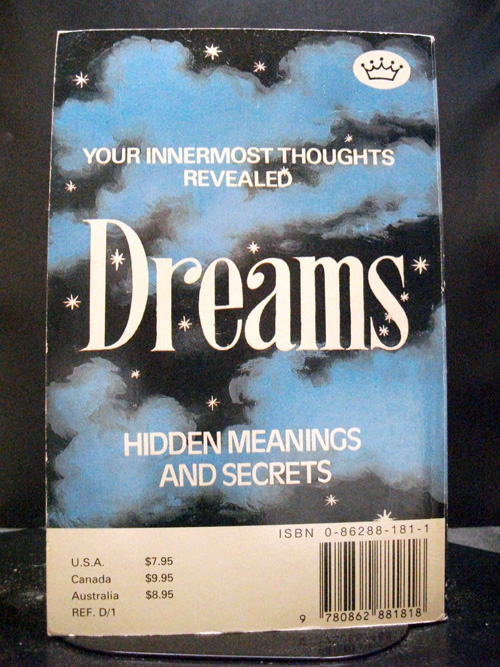 YOUR INNERMOST THOUGHTS
REVEALED
Dreams
HIDDEN MEANINGS
AND SECRETS
ISBN 0-86288-181-1
U.S.A. $7.95
Canada $9.95
Australia $8.95
REF. D/1
9 780862 881818